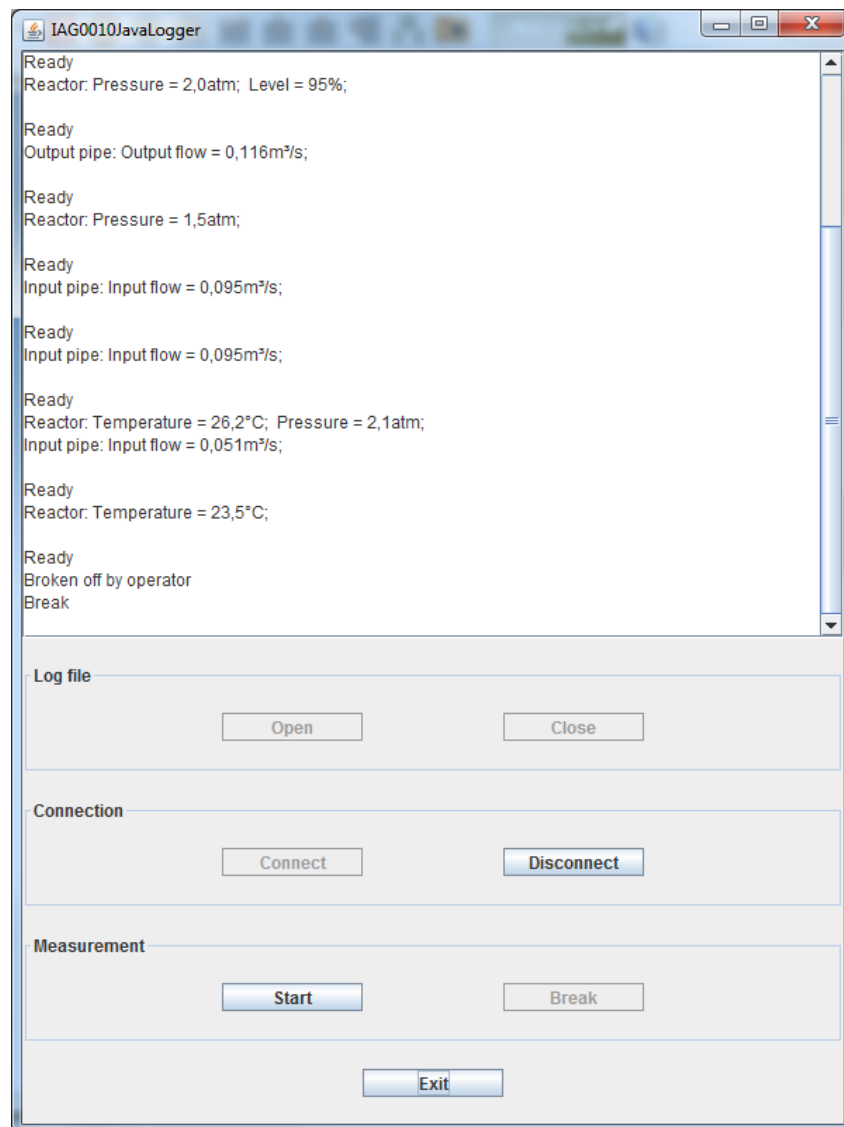 IAG0010JavaLogger
Ready
Reactor: Pressure = 2,0atm;  Level = 95%;
Ready
Output pipe: Output flow = 0,116m³/s;
Ready
Reactor: Pressure = 1,5atm;
Ready
Input pipe: Input flow = 0,095m³/s;
Ready
Input pipe: Input flow = 0,095m³/s;
Ready
Reactor: Temperature = 26,2°C;  Pressure = 2,1atm;
Input pipe: Input flow = 0,051m³/s;
Ready
Reactor: Temperature = 23,5°C;
Ready
Broken off by operator
Break
Log file
Open Close
Connection
Connect Disconnect
Measurement
Start Break
Exit